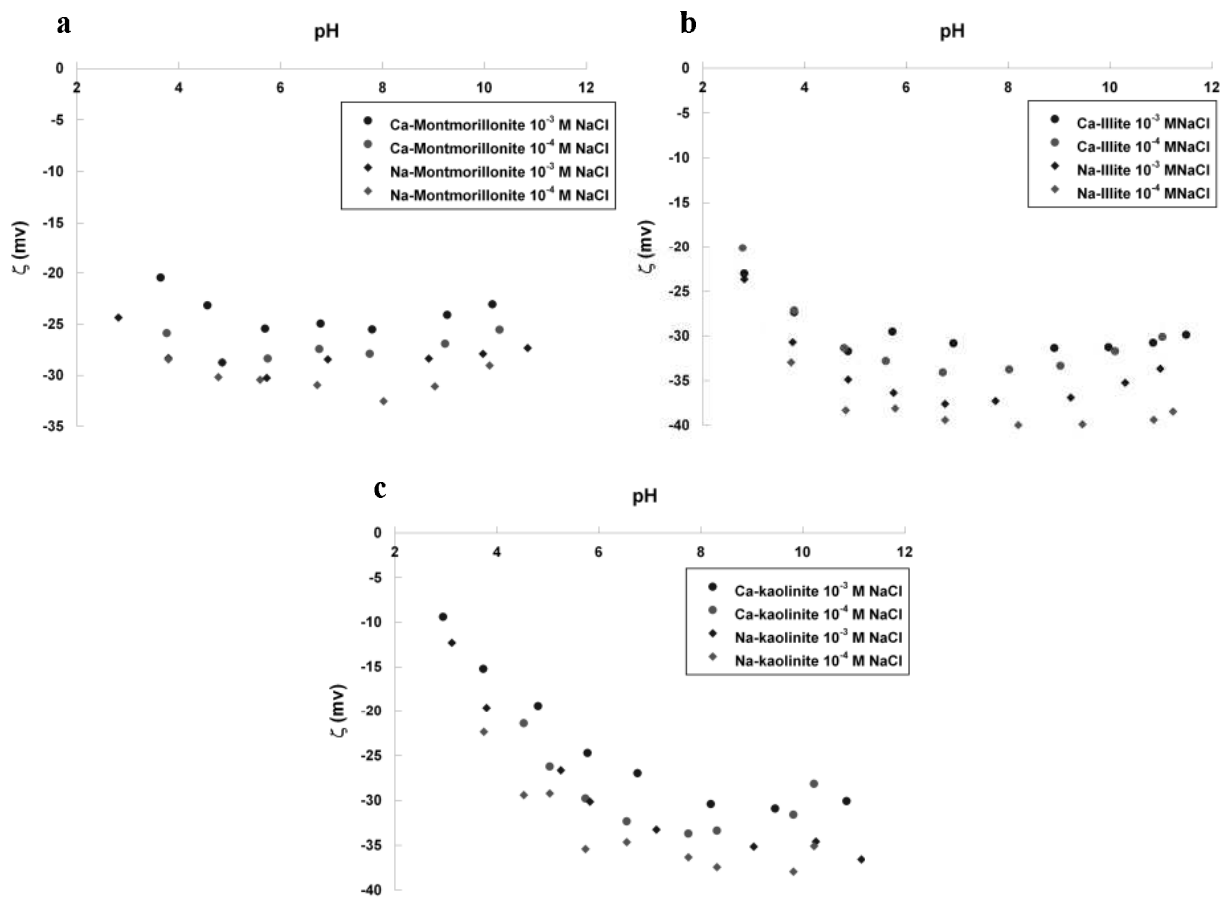 a
pH
0
2 4 6 8 10 12
-5
-10
-15
-20
-25
-30
-35
ζ (mv)
Ca-Montmorillonite 10⁻³ M NaCl
Ca-Montmorillonite 10⁻⁴ M NaCl
Na-Montmorillonite 10⁻³ M NaCl
Na-Montmorillonite 10⁻⁴ M NaCl
b
pH
0
2 4 6 8 10 12
-5
-10
-15
-20
-25
-30
-35
-40
ζ (mv)
Ca-Illite 10⁻³ MNaCl
Ca-Illite 10⁻⁴ MNaCl
Na-Illite 10⁻³ MNaCl
Na-Illite 10⁻⁴ MNaCl
c
pH
0
2 4 6 8 10 12
-5
-10
-15
-20
-25
-30
-35
-40
ζ (mv)
Ca-kaolinite 10⁻³ M NaCl
Ca-kaolinite 10⁻⁴ M NaCl
Na-kaolinite 10⁻³ M NaCl
Na-kaolinite 10⁻⁴ M NaCl